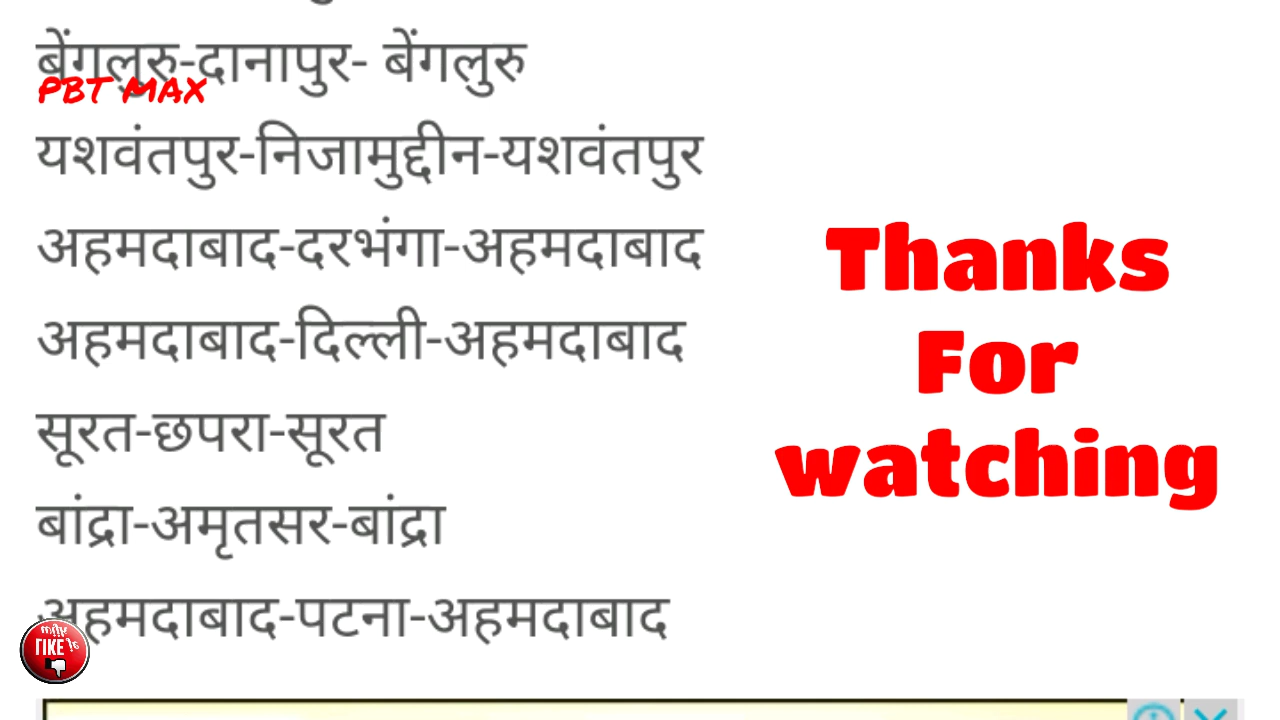 बेंगलुरु-दानापुर- बेंगलुरु
PBT MAX
यशवंतपुर-निजामुद्दीन-यशवंतपुर
अहमदाबाद-दरभंगा-अहमदाबाद
अहमदाबाद-दिल्ली-अहमदाबाद
सूरत-छपरा-सूरत
बांद्रा-अमृतसर-बांद्रा
अहमदाबाद-पटना-अहमदाबाद
Thanks
For
watching
LIKE